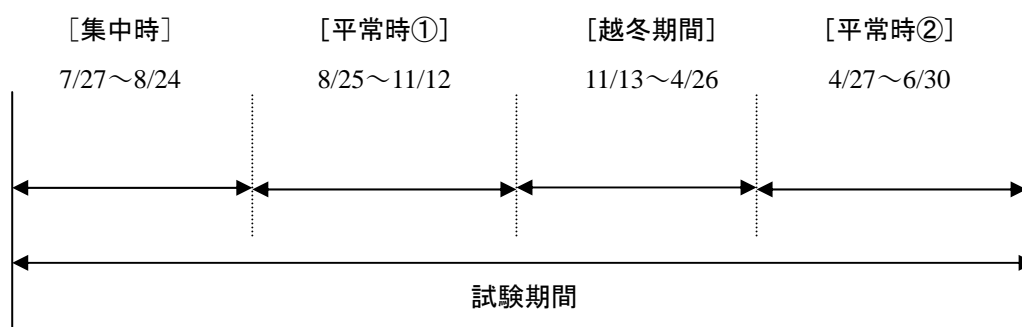 ［集中時］ ［平常時①］ ［越冬期間］ ［平常時②］
7/27～8/24 8/25～11/12 11/13～4/26 4/27～6/30
試験期間